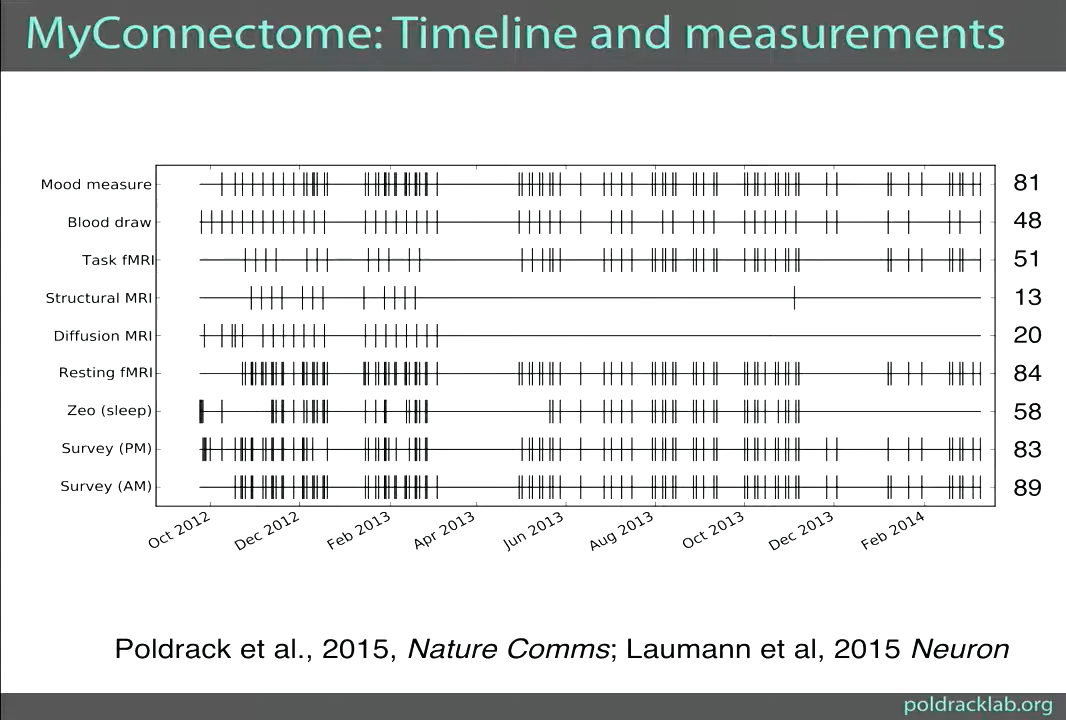 MyConnectome: Timeline and measurements
Mood measure 81
Blood draw 48
Task fMRI 51
Structural MRI 13
Diffusion MRI 20
Resting fMRI 84
Zeo (sleep) 58
Survey (PM) 83
Survey (AM) 89
Oct 2012 Dec 2012 Feb 2013 Apr 2013 Jun 2013 Aug 2013 Oct 2013 Dec 2013 Feb 2014
Poldrack et al., 2015, Nature Comms; Laumann et al, 2015 Neuron
poldracklab.org